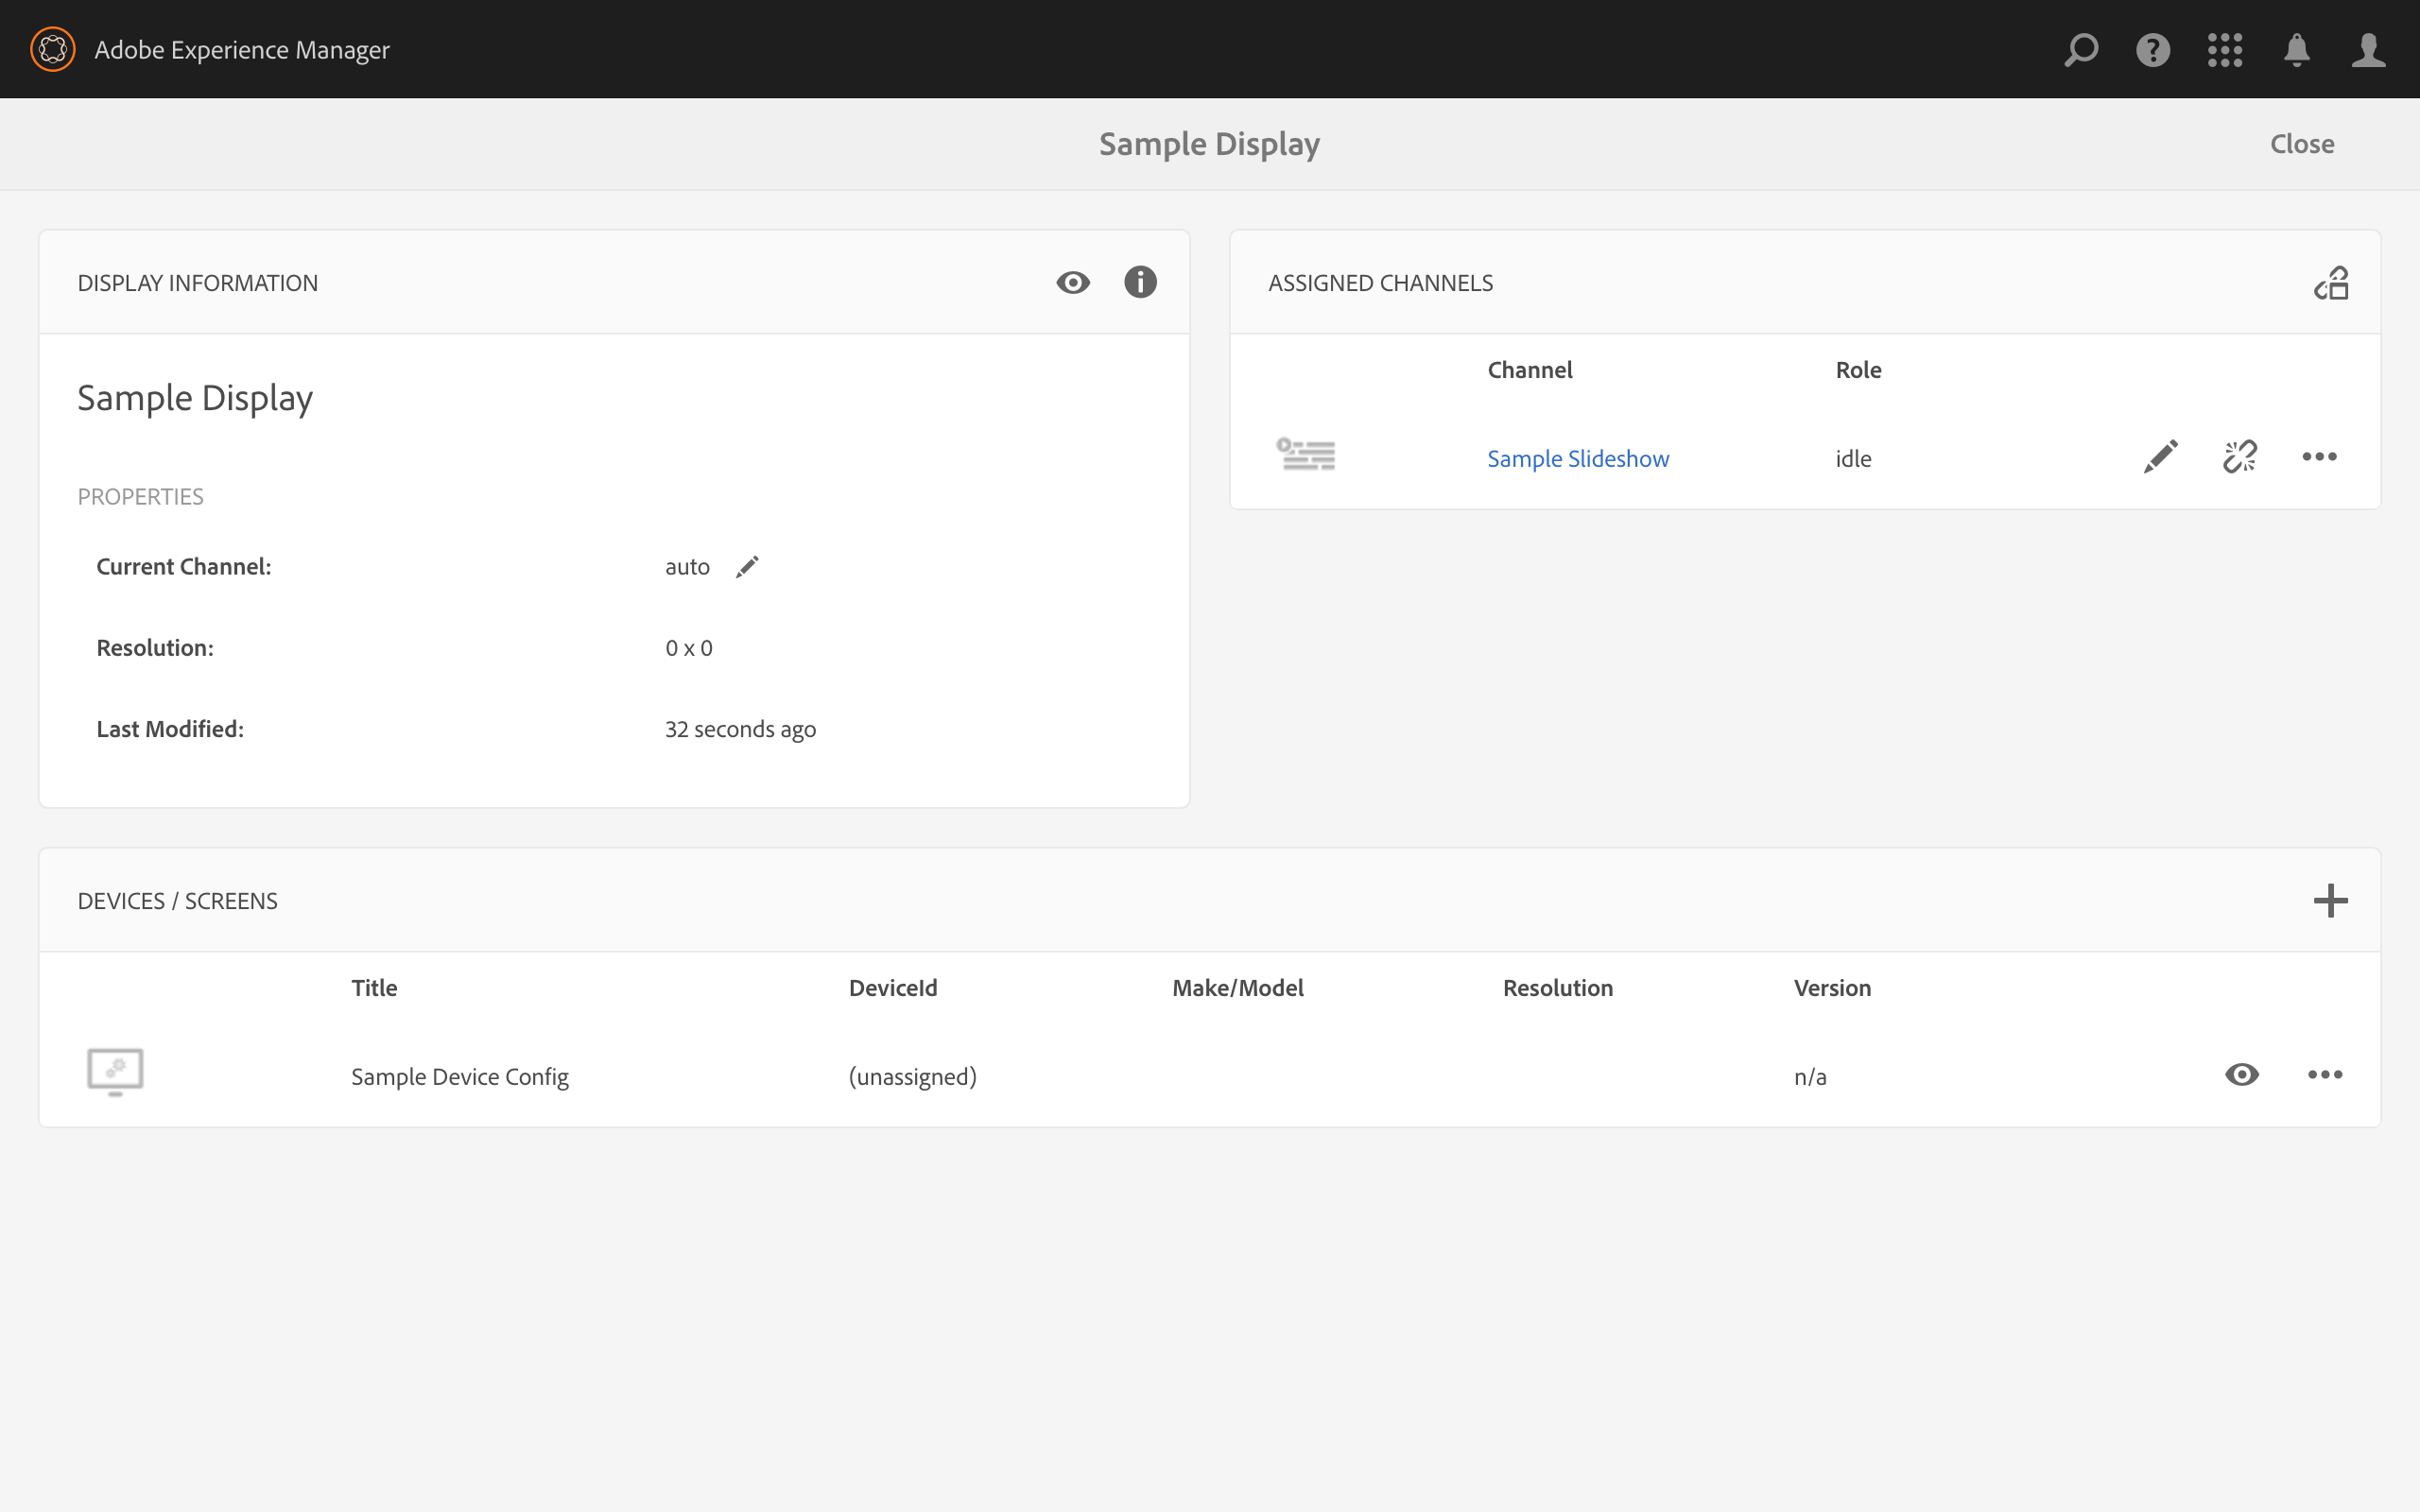 Adobe Experience Manager
Sample Display
Close
DISPLAY INFORMATION
Sample Display
PROPERTIES
Current Channel: auto
Resolution: 0 x 0
Last Modified: 32 seconds ago
ASSIGNED CHANNELS
Channel Role
Sample Slideshow idle
DEVICES / SCREENS
Title DeviceId Make/Model Resolution Version
Sample Device Config (unassigned) n/a